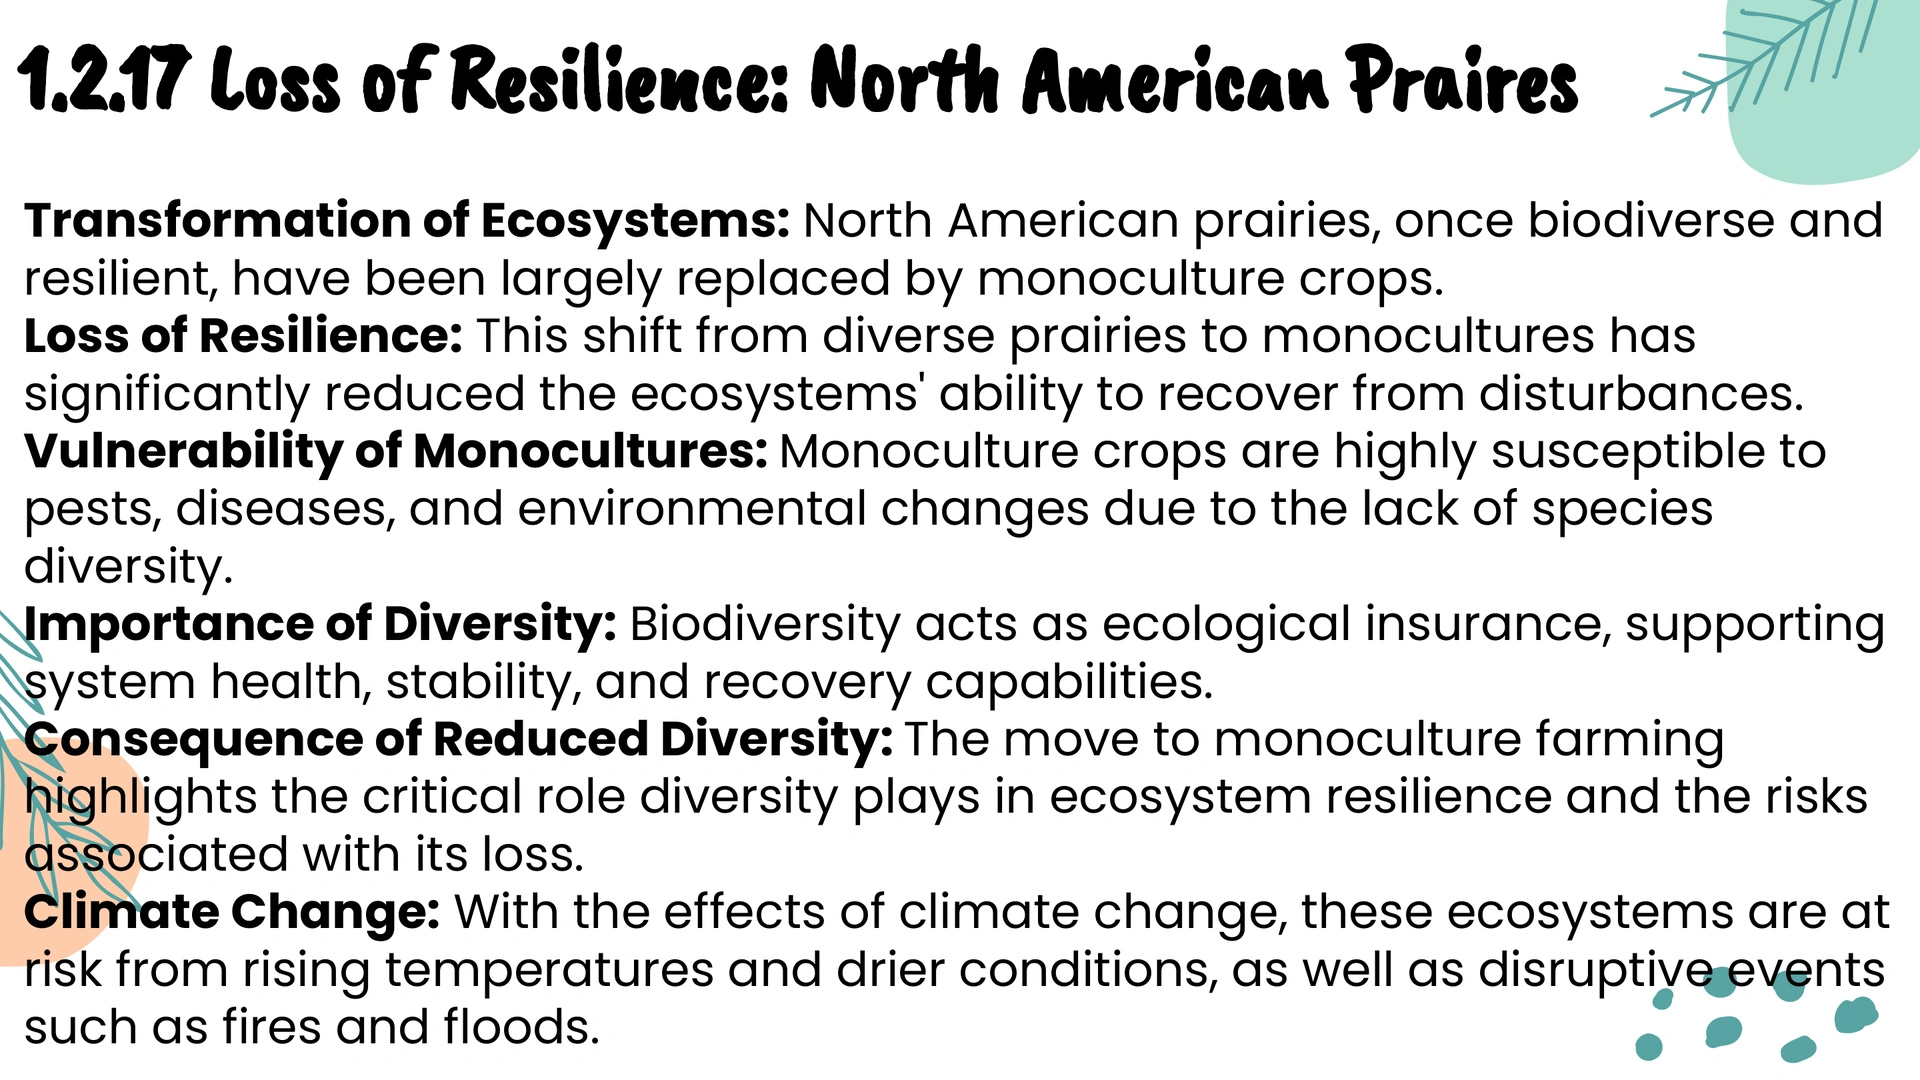 1.2.17 Loss of Resilience: North American Praires
Transformation of Ecosystems: North American prairies, once biodiverse and
resilient, have been largely replaced by monoculture crops.
Loss of Resilience: This shift from diverse prairies to monocultures has
significantly reduced the ecosystems' ability to recover from disturbances.
Vulnerability of Monocultures: Monoculture crops are highly susceptible to
pests, diseases, and environmental changes due to the lack of species
diversity.
Importance of Diversity: Biodiversity acts as ecological insurance, supporting
system health, stability, and recovery capabilities.
Consequence of Reduced Diversity: The move to monoculture farming
highlights the critical role diversity plays in ecosystem resilience and the risks
associated with its loss.
Climate Change: With the effects of climate change, these ecosystems are at
risk from rising temperatures and drier conditions, as well as disruptive events
such as fires and floods.